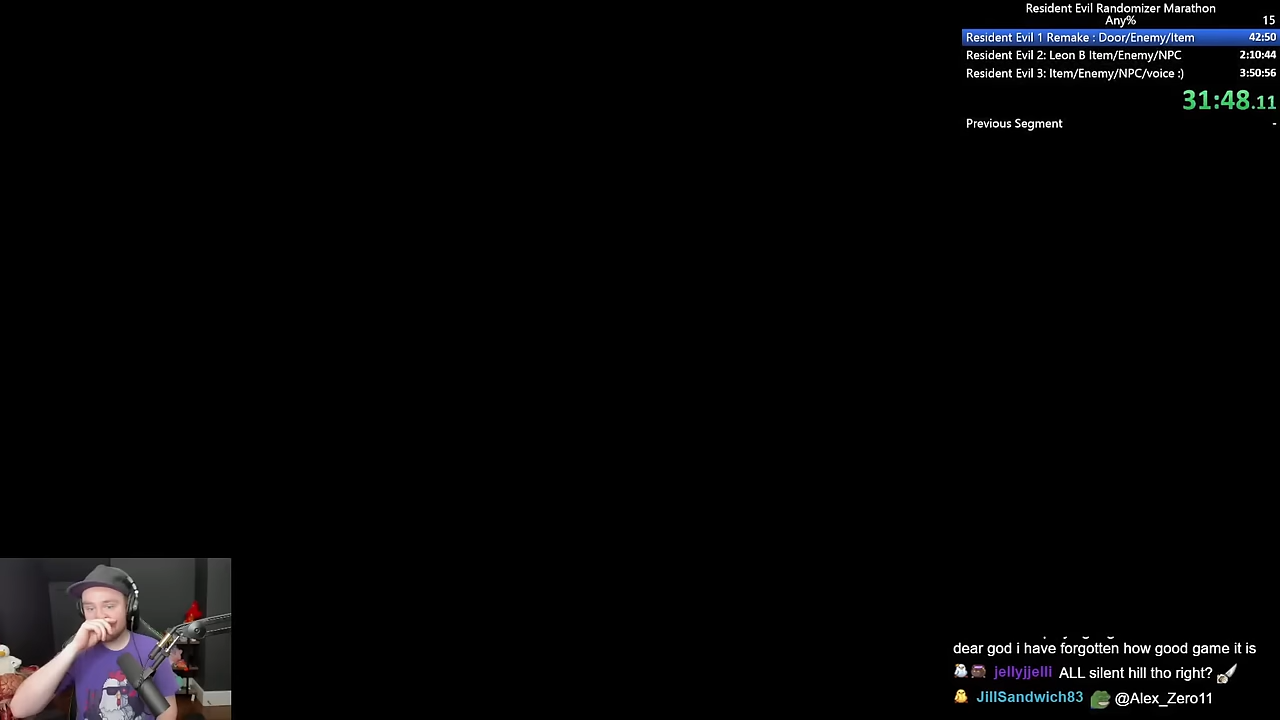 Resident Evil Randomizer Marathon
Any% 15
Resident Evil 1 Remake : Door/Enemy/Item 42:50
Resident Evil 2: Leon B Item/Enemy/NPC 2:10:44
Resident Evil 3: Item/Enemy/NPC/voice :) 3:50:56
31:48.11
Previous Segment -
dear god i have forgotten how good game it is
jellyjjelli ALL silent hill tho right?
JillSandwich83 @Alex_Zero11